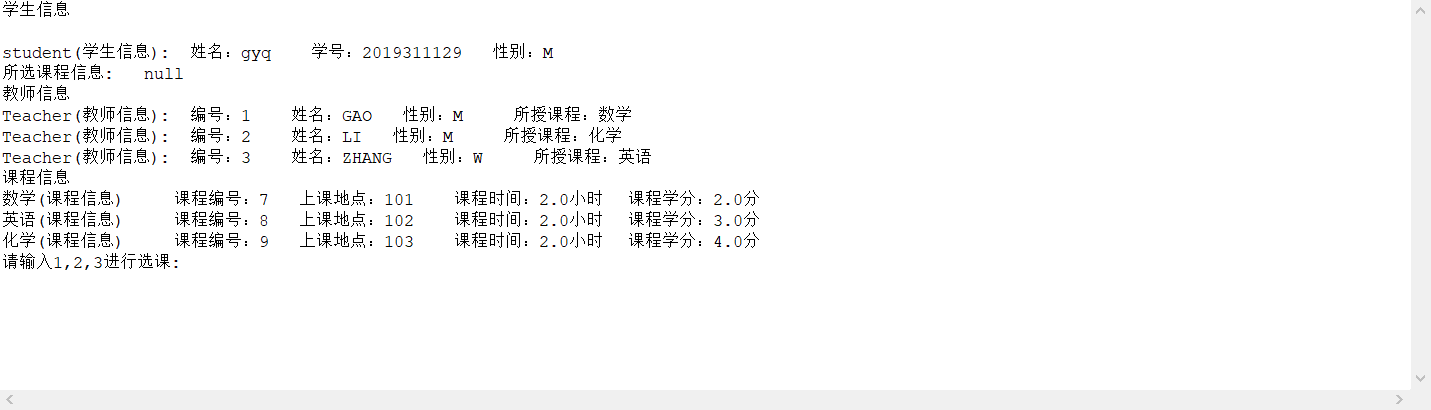 学生信息
student(学生信息): 姓名：gyq 学号：2019311129 性别：M
所选课程信息: null
教师信息
Teacher(教师信息): 编号：1 姓名：GAO 性别：M 所授课程：数学
Teacher(教师信息): 编号：2 姓名：LI 性别：M 所授课程：化学
Teacher(教师信息): 编号：3 姓名：ZHANG 性别：W 所授课程：英语
课程信息
数学(课程信息) 课程编号：7 上课地点：101 课程时间：2.0小时 课程学分：2.0分
英语(课程信息) 课程编号：8 上课地点：102 课程时间：2.0小时 课程学分：3.0分
化学(课程信息) 课程编号：9 上课地点：103 课程时间：2.0小时 课程学分：4.0分
请输入1,2,3进行选课: